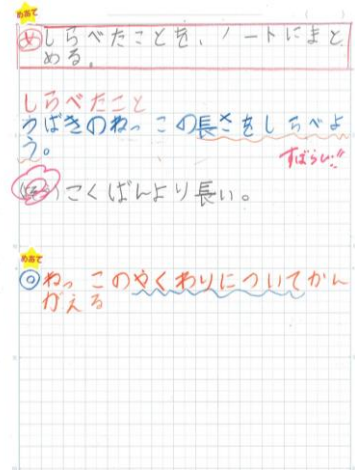 めあて
め しらべたことを、ノートにまと
める。
しらべたこと
つばきのねっこの長さをしらべよ
う。
すばらしい!!
こくばんより長い。
めあて
◎ねっこのやくわりについてかん
がえる